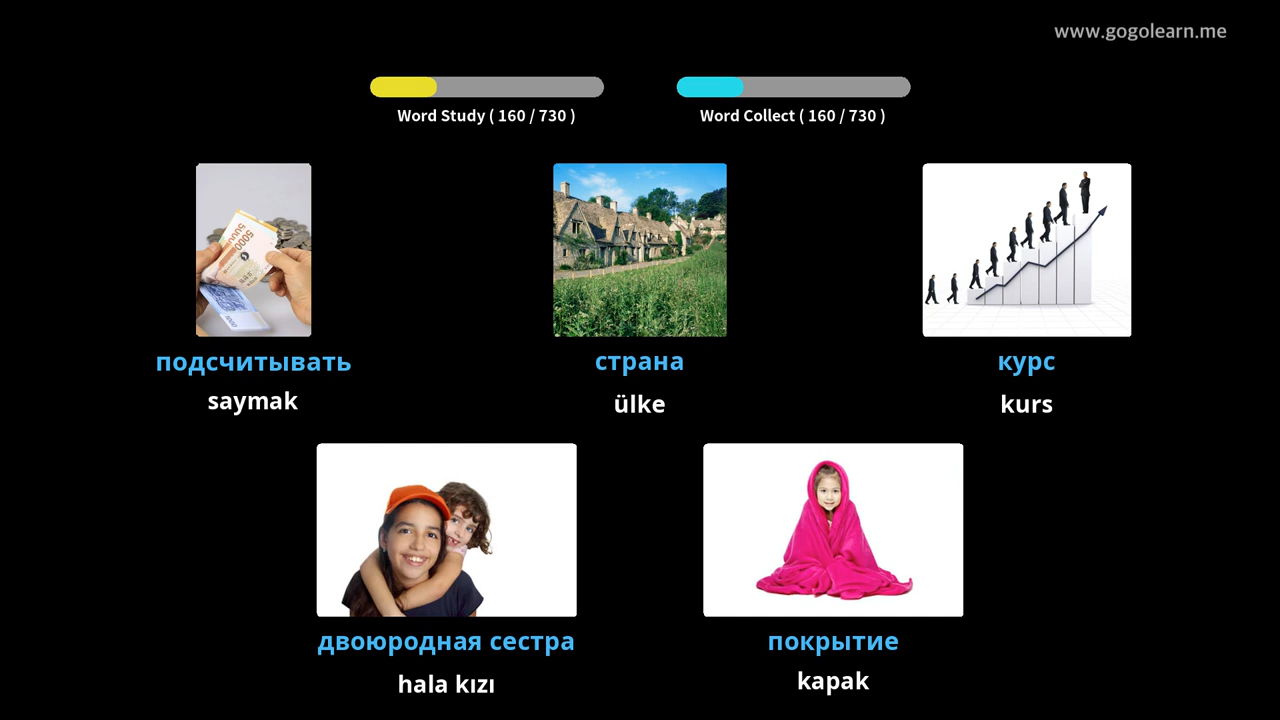 www.gogolearn.me
Word Study ( 160 / 730 )
Word Collect ( 160 / 730 )
5000
подсчитывать
saymak
страна
ülke
курс
kurs
двоюродная сестра
hala kızı
покрытие
kapak